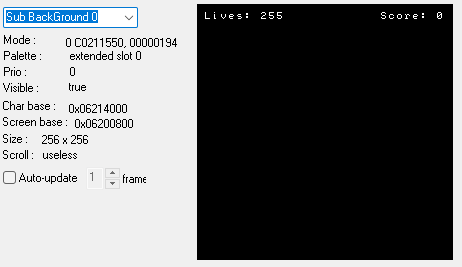 Sub BackGround 0
Lives: 255 Score: 0
Mode : 0 C0211550, 00000194
Palette : extended slot 0
Prio : 0
Visible : true
Char base : 0x06214000
Screen base : 0x06200800
Size : 256 x 256
Scroll : useless
Auto-update 1 frame